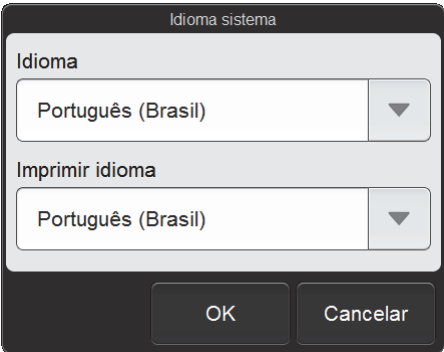 Idioma sistema
Idioma
Português (Brasil)
Imprimir idioma
Português (Brasil)
OK
Cancelar